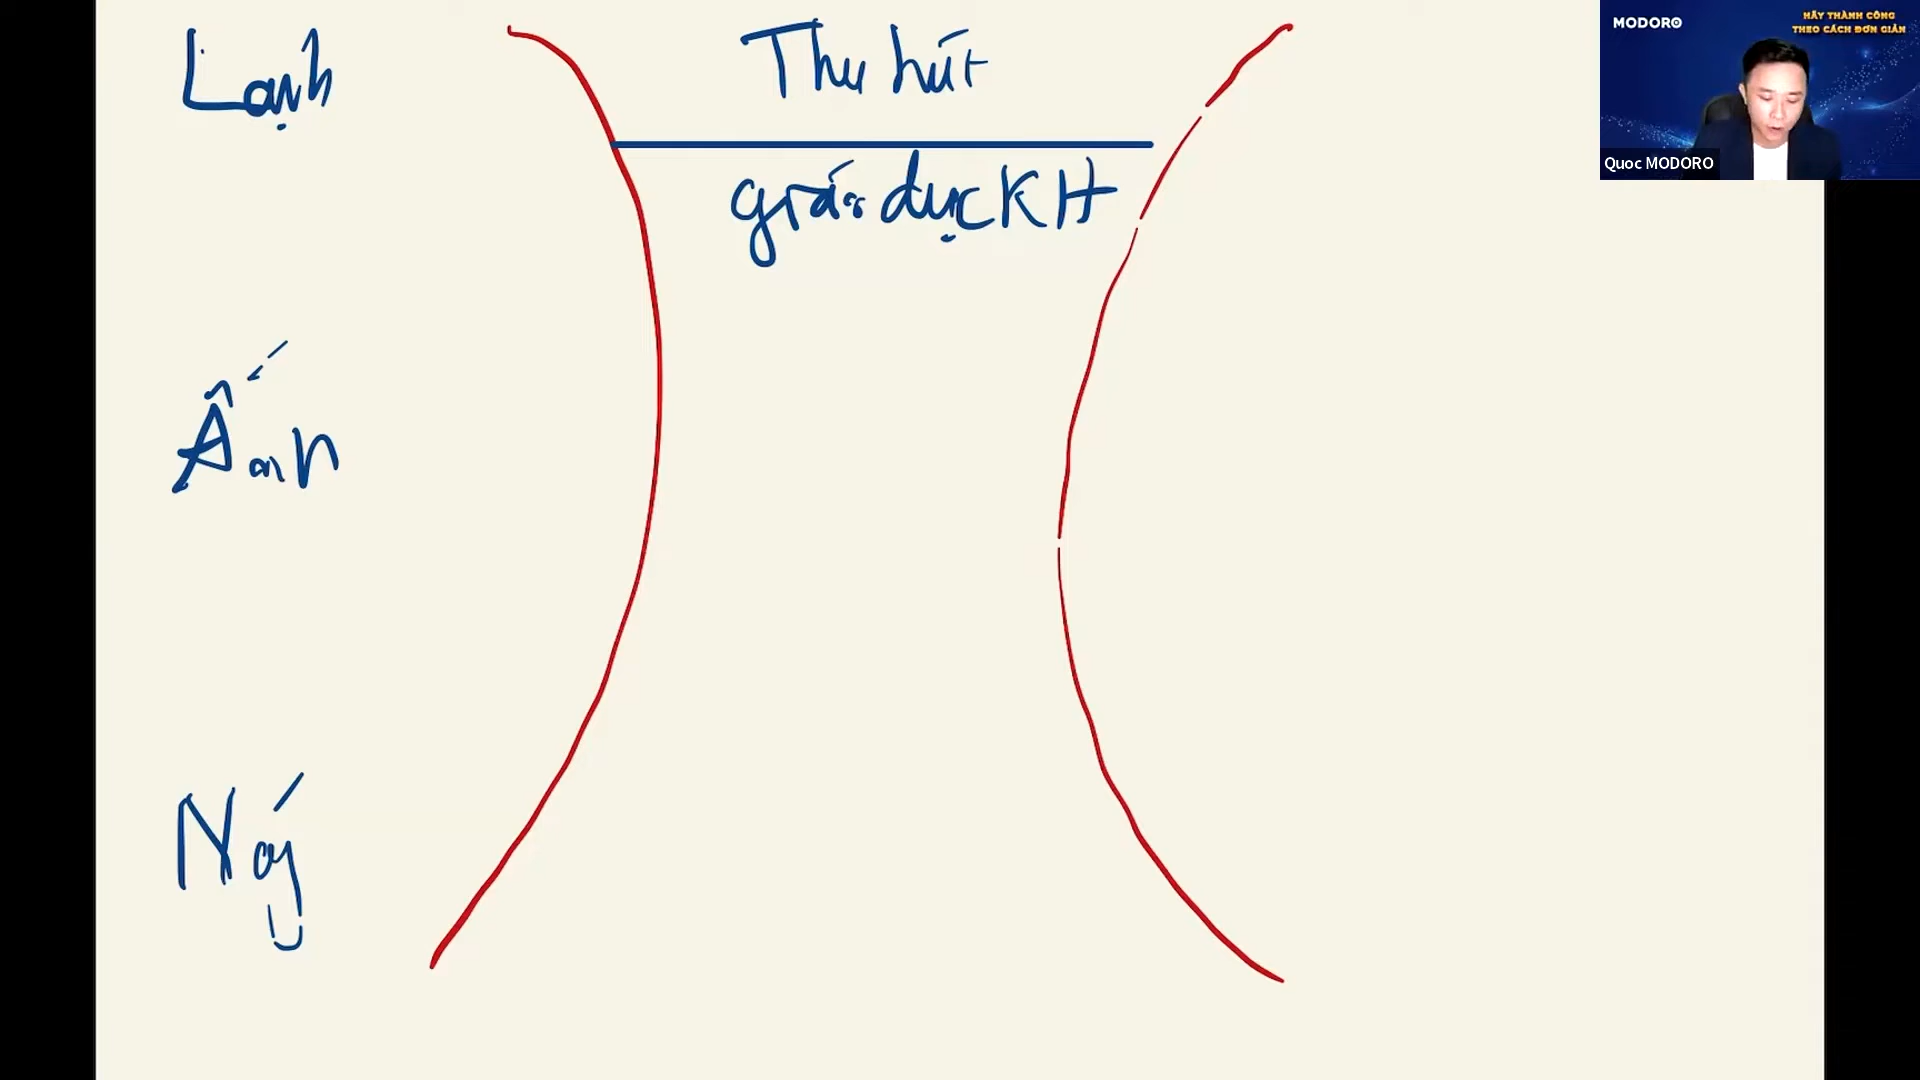 Lạnh
Thu hút
giáo dục KH
Ấm
Nóng
MODORO
HÃY THÀNH CÔNG
THEO CÁCH ĐƠN GIẢN
Quoc MODORO